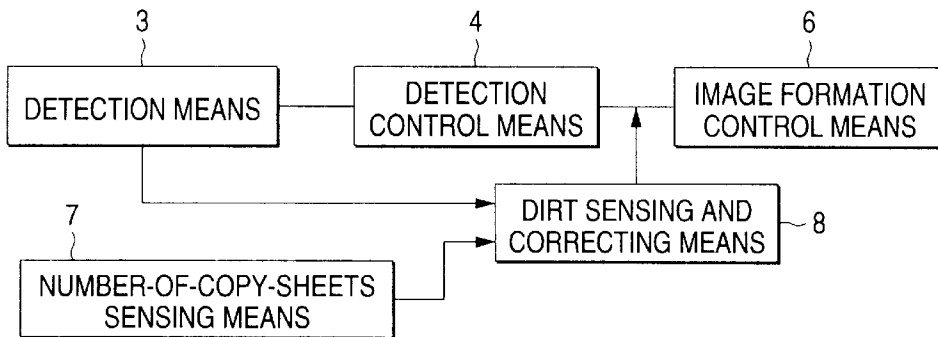 3
4
6
DETECTION MEANS
DETECTION
CONTROL MEANS
IMAGE FORMATION
CONTROL MEANS
7
DIRT SENSING AND
CORRECTING MEANS
8
NUMBER-OF-COPY-SHEETS
SENSING MEANS